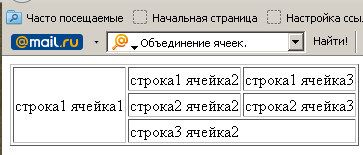 Часто посещаемые Начальная страница Настройка ссы
@mail.ru Объединение ячеек. Найти!
строка1 ячейка1 строка1 ячейка2 строка1 ячейка3
строка2 ячейка2 строка2 ячейка3
строка3 ячейка2